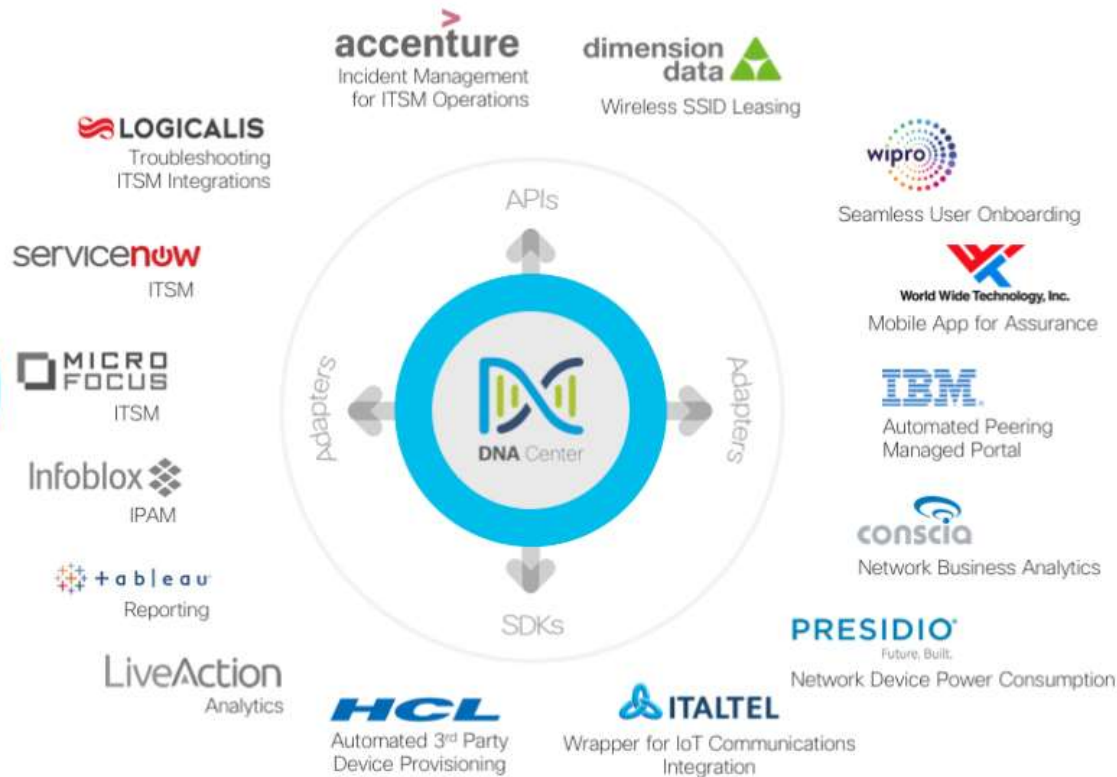 accenture
Incident Management
for ITSM Operations
dimension
data
Wireless SSID Leasing
LOGICALIS
Troubleshooting
ITSM Integrations
wipro
Seamless User Onboarding
servicenow
ITSM
World Wide Technology, Inc.
Mobile App for Assurance
MICRO
FOCUS
ITSM
IBM
Automated Peering
Managed Portal
Infoblox
IPAM
conscia
Network Business Analytics
+ableau
Reporting
PRESIDIO
Future. Built.
Network Device Power Consumption
LiveAction
Analytics
HCL
Automated 3rd Party
Device Provisioning
ITALTEL
Wrapper for IoT Communications
Integration
APIs
Adapters
DNA Center
Adapters
SDKs